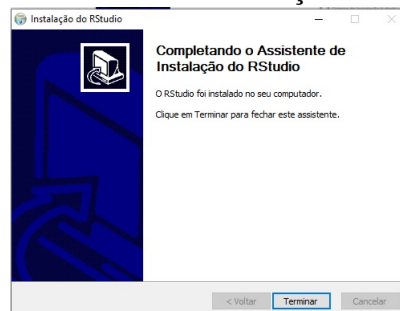 Instalação do RStudio
Completando o Assistente de
Instalação do RStudio
O RStudio foi instalado no seu computador.
Clique em Terminar para fechar este assistente.
< Voltar
Terminar
Cancelar